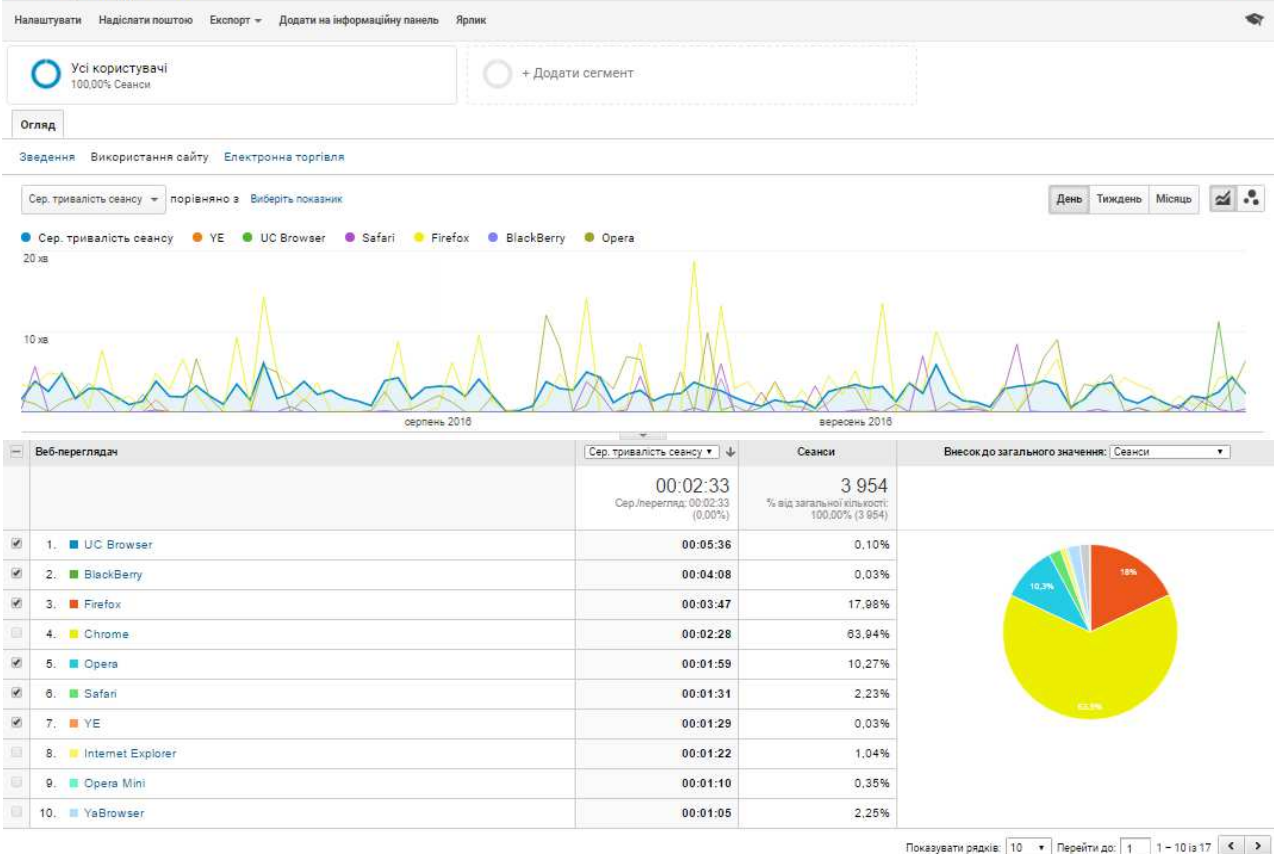 Налаштувати Надіслати поштою Експорт Додати на інформаційну панель Ярлик
Усі користувачі
100,00% Сеанси
+ Додати сегмент
Огляд
Зведення Використання сайту Електронна торгівля
Сер. тривалість сеансу порівняно з Виберіть показник
День Тиждень Місяць
Сер. тривалість сеансу YE UC Browser Safari Firefox BlackBerry Opera
20 хв
10 хв
серпень 2016 вересень 2016
Веб-переглядач Сер. тривалість сеансу Сеанси Внесок до загального значення: Сеанси
00:02:33 3 954
Сер./перегляд: 00:02:33 % від загальної кількості:
(0,00%) 100,00% (3 954)
1. UC Browser 00:05:36 0,10%
2. BlackBerry 00:04:08 0,03%
3. Firefox 00:03:47 17,98%
4. Chrome 00:02:28 63,94%
5. Opera 00:01:59 10,27%
6. Safari 00:01:31 2,23%
7. YE 00:01:29 0,03%
8. Internet Explorer 00:01:22 1,04%
9. Opera Mini 00:01:10 0,35%
10. YaBrowser 00:01:05 2,25%
18%
10,3%
Показувати рядків: 10 Перейти до: 1 1 – 10 із 17